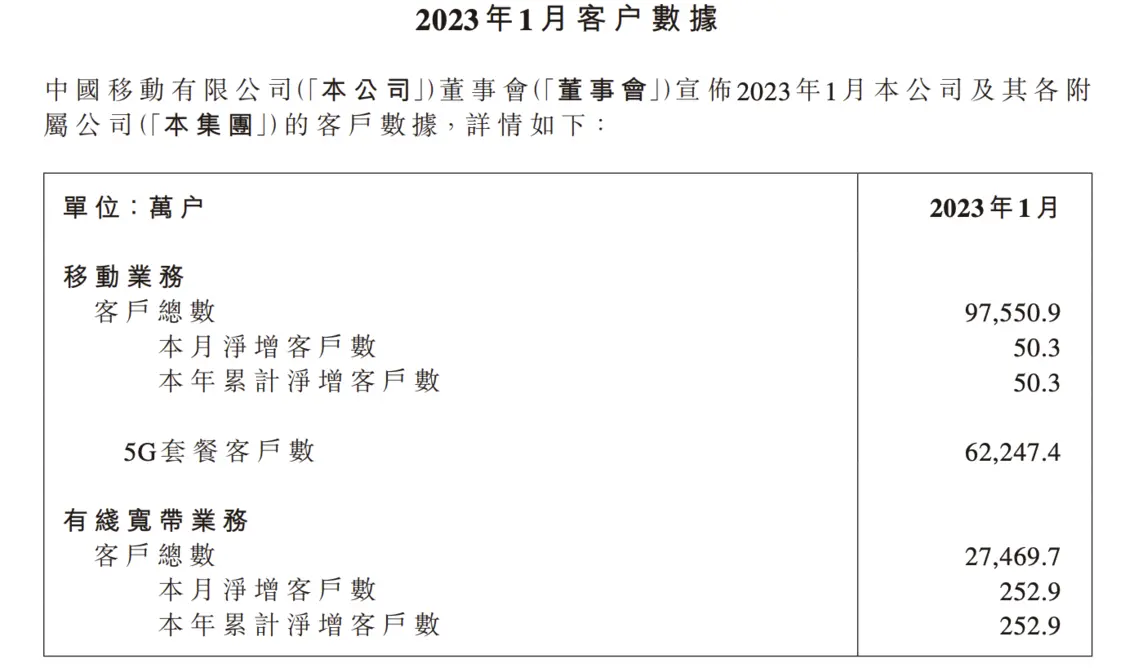 2023年1月客户數據
中國移動有限公司(「本公司」)董事會(「董事會」)宣佈2023年1月本公司及其各附
屬公司(「本集團」)的客戶數據，詳情如下：
單位：萬户 2023年1月
移動業務
客戶總數 97,550.9
本月淨增客戶數 50.3
本年累計淨增客戶數 50.3
5G套餐客戶數 62,247.4
有綫寬帶業務
客戶總數 27,469.7
本月淨增客戶數 252.9
本年累計淨增客戶數 252.9